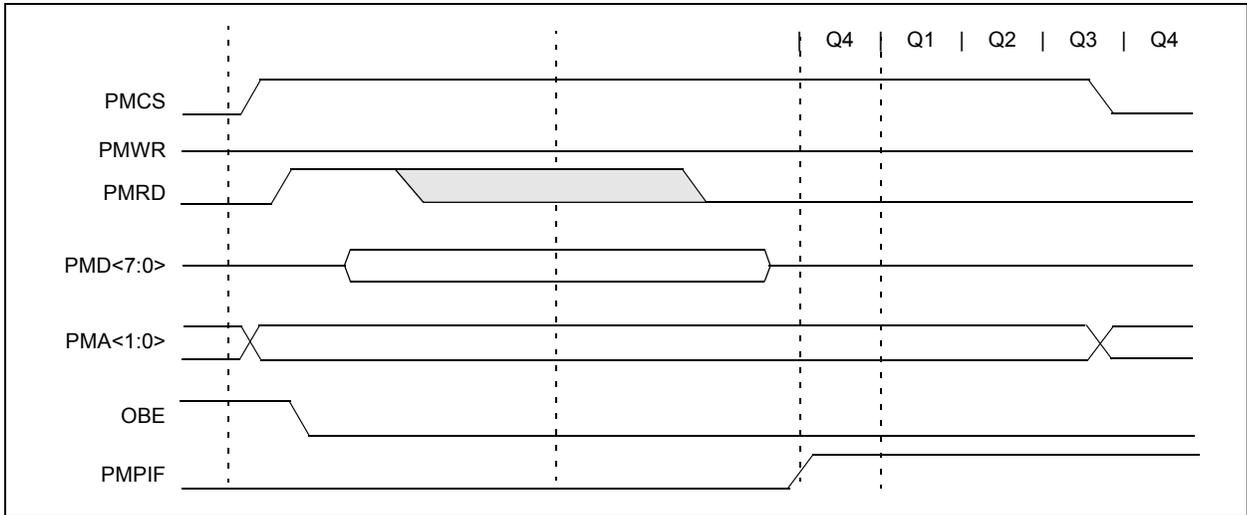 | Q4 | Q1 | Q2 | Q3 | Q4
PMCS
PMWR
PMRD
PMD<7:0>
PMA<1:0>
OBE
PMPIF